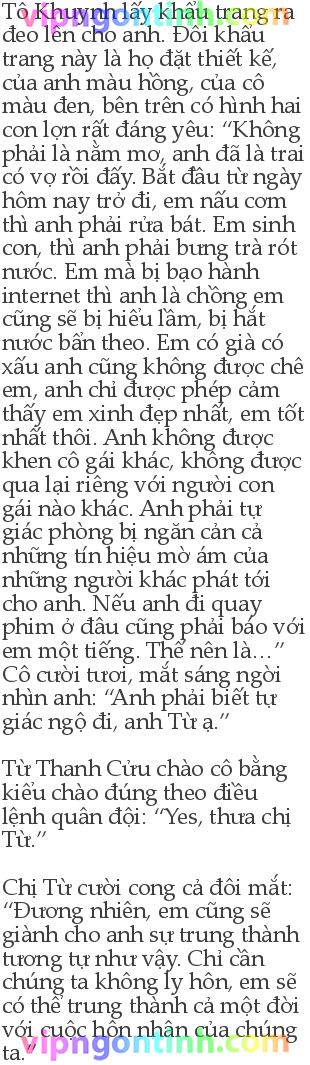 Tô Khuynh lấy khẩu trang ra
vipngontinh.com
đeo lên cho anh. Đôi khẩu
trang này là họ đặt thiết kế,
của anh màu hồng, của cô
màu đen, bên trên có hình hai
con lợn rất đáng yêu: “Không
phải là nằm mơ, anh đã là trai
có vợ rồi đấy. Bắt đầu từ ngày
hôm nay trở đi, em nấu cơm
thì anh phải rửa bát. Em sinh
con, thì anh phải bưng trà rót
nước. Em mà bị bạo hành
internet thì anh là chồng em
cũng sẽ bị hiểu lầm, bị hắt
nước bẩn theo. Em có già có
xấu anh cũng không được chê
em, anh chỉ được phép cảm
thấy em xinh đẹp nhất, em tốt
nhất thôi. Anh không được
khen cô gái khác, không được
qua lại riêng với người con
gái nào khác. Anh phải tự
giác phòng bị ngăn cản cả
những tín hiệu mờ ám của
những người khác phát tới
cho anh. Nếu anh đi quay
phim ở đâu cũng phải báo với
em một tiếng. Thế nên là…”
Cô cười tươi, mắt sáng ngời
nhìn anh: “Anh phải biết tự
giác ngộ đi, anh Từ ạ.”
Từ Thanh Cửu chào cô bằng
kiểu chào đúng theo điều
lệnh quân đội: “Yes, thưa chị
Từ.”
Chị Từ cười cong cả đôi mắt:
“Đương nhiên, em cũng sẽ
giành cho anh sự trung thành
tương tự như vậy. Chỉ cần
chúng ta không ly hôn, em sẽ
có thể trung thành cả một đời
với cuộc hôn nhân của chúng
vipngontinh.com
ta.”